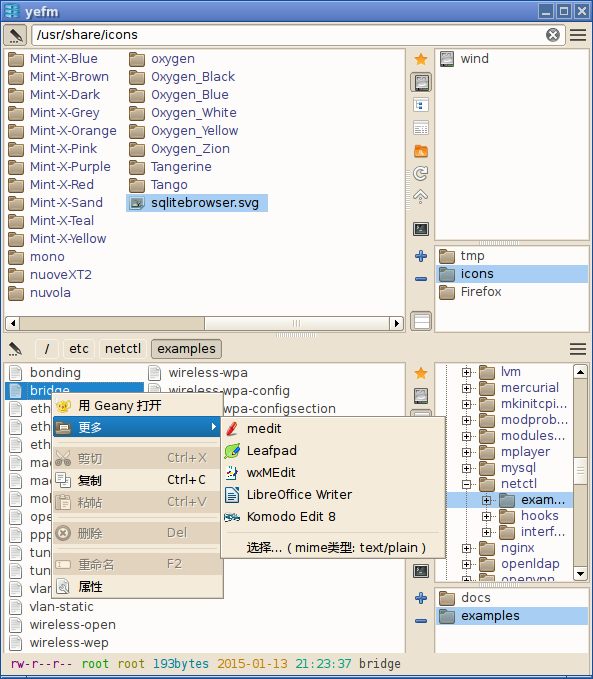 yefm
/usr/share/icons
Mint-X-Blue
Mint-X-Brown
Mint-X-Dark
Mint-X-Grey
Mint-X-Orange
Mint-X-Pink
Mint-X-Purple
Mint-X-Red
Mint-X-Sand
Mint-X-Teal
Mint-X-Yellow
mono
nuoveXT2
nuvola
oxygen
Oxygen_Black
Oxygen_Blue
Oxygen_White
Oxygen_Yellow
Oxygen_Zion
Tangerine
Tango
sqlitebrowser.svg
wind
tmp
icons
Firefox
/ etc netctl examples
bonding
bridge
eth
eth
eth
mac
mac
mol
ope
ppp
tun
tun
vlan
vlan-static
wireless-open
wireless-wep
wireless-wpa
wireless-wpa-config
wireless-wpa-configsection
用 Geany 打开
更多
剪切 Ctrl+X
复制 Ctrl+C
粘帖 Ctrl+V
删除 Del
重命名 F2
属性
medit
Leafpad
wxMEdit
LibreOffice Writer
Komodo Edit 8
选择... ( mime类型: text/plain )
lvm
mercurial
mkinitcpi...
modprob...
modules...
mplayer
mysql
netctl
exam...
hooks
interf...
nginx
openldap
openvpn
docs
examples
rw-r--r-- root root 193bytes 2015-01-13 21:23:37 bridge